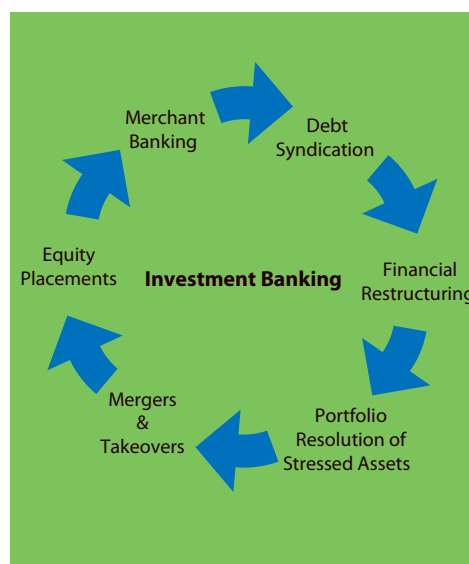 Merchant
Banking
Debt
Syndication
Equity
Placements
Investment Banking
Financial
Restructuring
Mergers
&
Takeovers
Portfolio
Resolution of
Stressed Assets